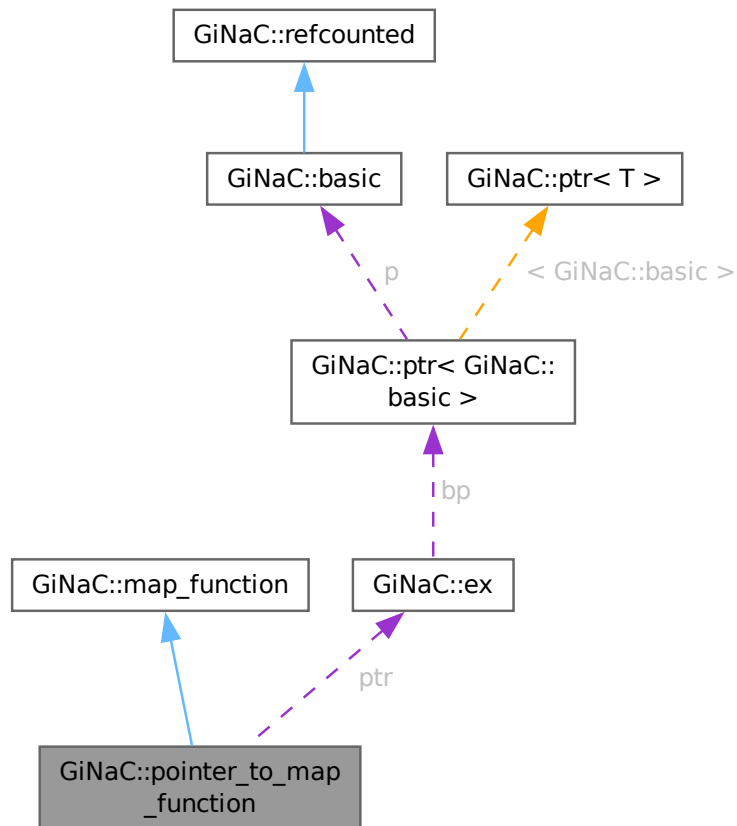 GiNaC::refcounted
GiNaC::basic
GiNaC::ptr< T >
p
< GiNaC::basic >
GiNaC::ptr< GiNaC::
basic >
bp
GiNaC::map_function
GiNaC::ex
ptr
GiNaC::pointer_to_map
_function